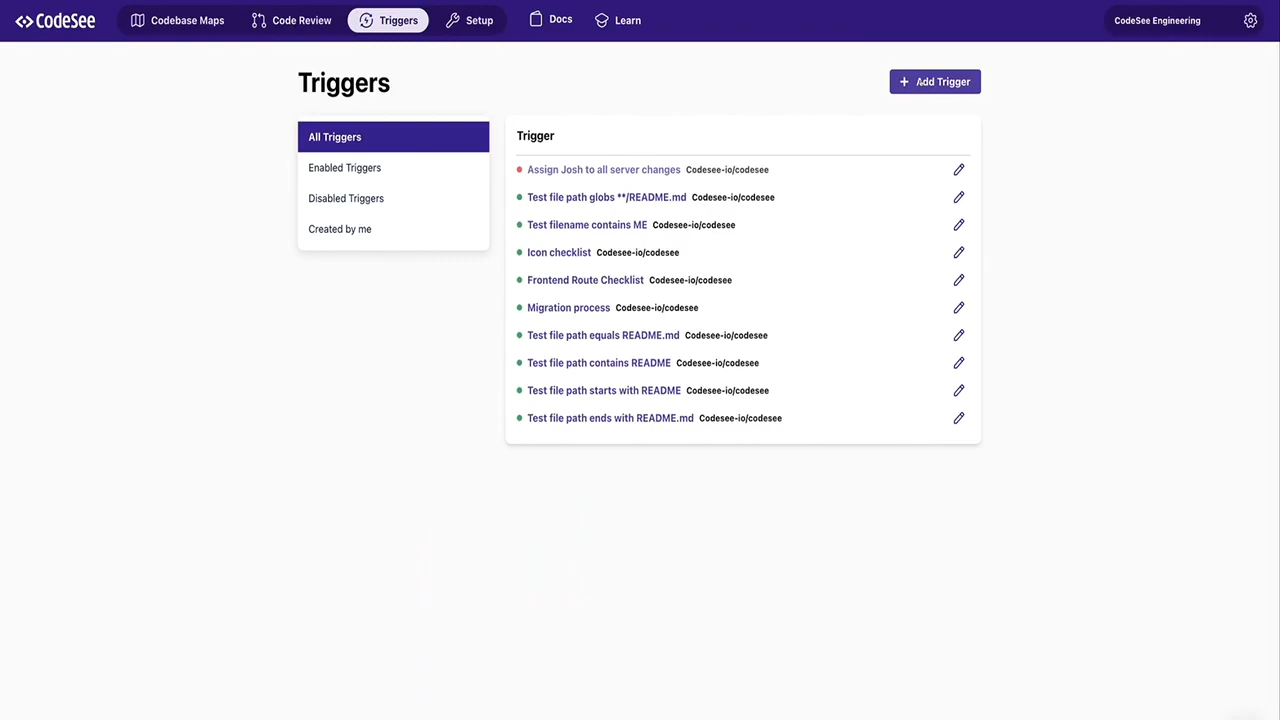 CodeSee Codebase Maps Code Review Triggers Setup Docs Learn CodeSee Engineering
Triggers
+ Add Trigger
All Triggers
Enabled Triggers
Disabled Triggers
Created by me
Trigger
Assign Josh to all server changes Codesee-io/codesee
Test file path globs **/README.md Codesee-io/codesee
Test filename contains ME Codesee-io/codesee
Icon checklist Codesee-io/codesee
Frontend Route Checklist Codesee-io/codesee
Migration process Codesee-io/codesee
Test file path equals README.md Codesee-io/codesee
Test file path contains README Codesee-io/codesee
Test file path starts with README Codesee-io/codesee
Test file path ends with README.md Codesee-io/codesee